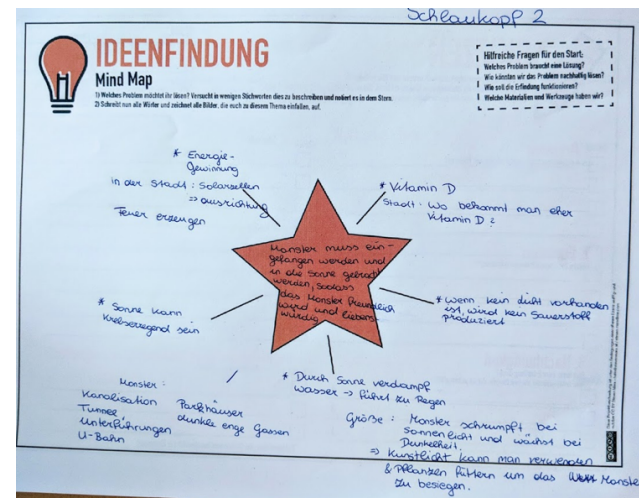 Schlaukopf 2
IDEENFINDUNG
Mind Map
1) Welches Problem möchtet ihr lösen? Versucht in wenigen Stichworten dies zu beschreiben und notiert es in dem Stern.
2) Schreibt nun alle Wörter und zeichnet alle Bilder, die euch zu diesem Thema einfallen, auf.
Hilfreiche Fragen für den Start:
Welches Problem braucht eine Lösung?
Wie könnten wir das Problem nachhaltig lösen?
Wie soll die Erfindung funktionieren?
Welche Materialien und Werkzeuge haben wir?
* Energie-
Gewinnung
in der Stadt: Solarzellen
⇒ ausrichtung
Feuer erzeugen
* Vitamin D
Stadt: Wo bekommt man eher
Vitamin D?
Monster muss ein-
gefangen werden und
in die Sonne gebracht
werden, sodass
das Monster freundlich
wird und liebens-
würdig
* Sonne kann
Krebserregend sein
* wenn kein Licht vorhanden
ist, wird kein Sauerstoff
produziert
* Durch Sonne verdampf
Wasser → führt zu Regen
Monster:
Kanalisation
Tunnel
Unterführungen
U-Bahn
Parkhäuser
dunkle enge Gassen
Größe: Monster schrumpft bei
Sonnenlicht und wächst bei
Dunkelheit.
⇒ Kunstlicht kann man verwenden
& Pflanzen füttern um das Monster
zu besiegen.